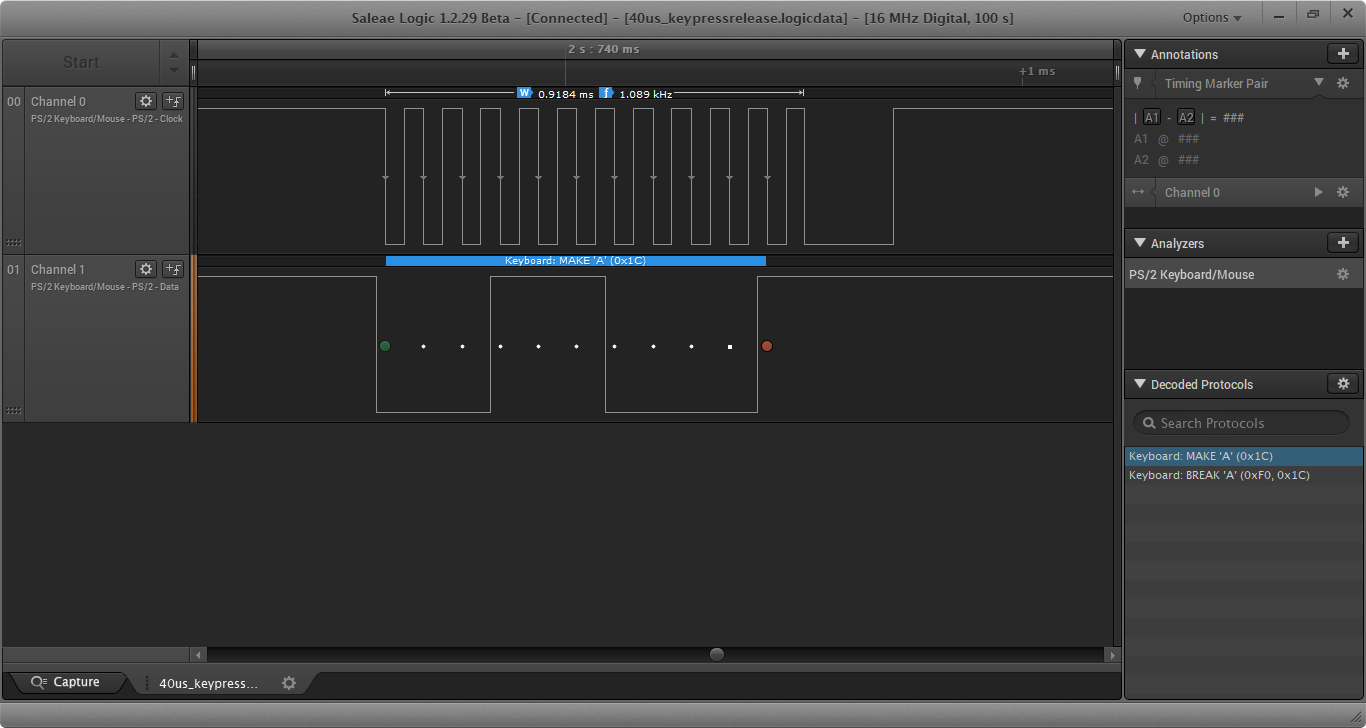 Saleae Logic 1.2.29 Beta - [Connected] - [40us_keypressrelease.logicdata] - [16 MHz Digital, 100 s]
Options
Start
2 s : 740 ms
+1 ms
00
Channel 0
PS/2 Keyboard/Mouse - PS/2 - Clock
W 0.9184 ms f 1.089 kHz
01
Channel 1
PS/2 Keyboard/Mouse - PS/2 - Data
Keyboard: MAKE 'A' (0x1C)
Annotations
Timing Marker Pair
| A1 - A2 | = ###
A1 @ ###
A2 @ ###
Channel 0
Analyzers
PS/2 Keyboard/Mouse
Decoded Protocols
Search Protocols
Keyboard: MAKE 'A' (0x1C)
Keyboard: BREAK 'A' (0xF0, 0x1C)
Capture
40us_keypress...